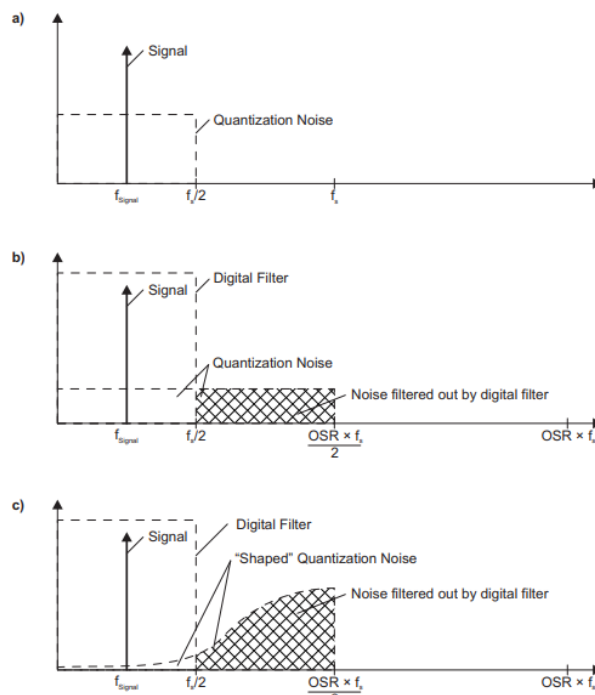 a)
Signal
Quantization Noise
fSignal
fs/2
fs
b)
Digital Filter
Signal
Quantization Noise
Noise filtered out by digital filter
fSignal
fs/2
OSR × fs
2
OSR × fs
c)
Digital Filter
Signal
"Shaped" Quantization Noise
Noise filtered out by digital filter
fSignal
fs/2
OSR × fs